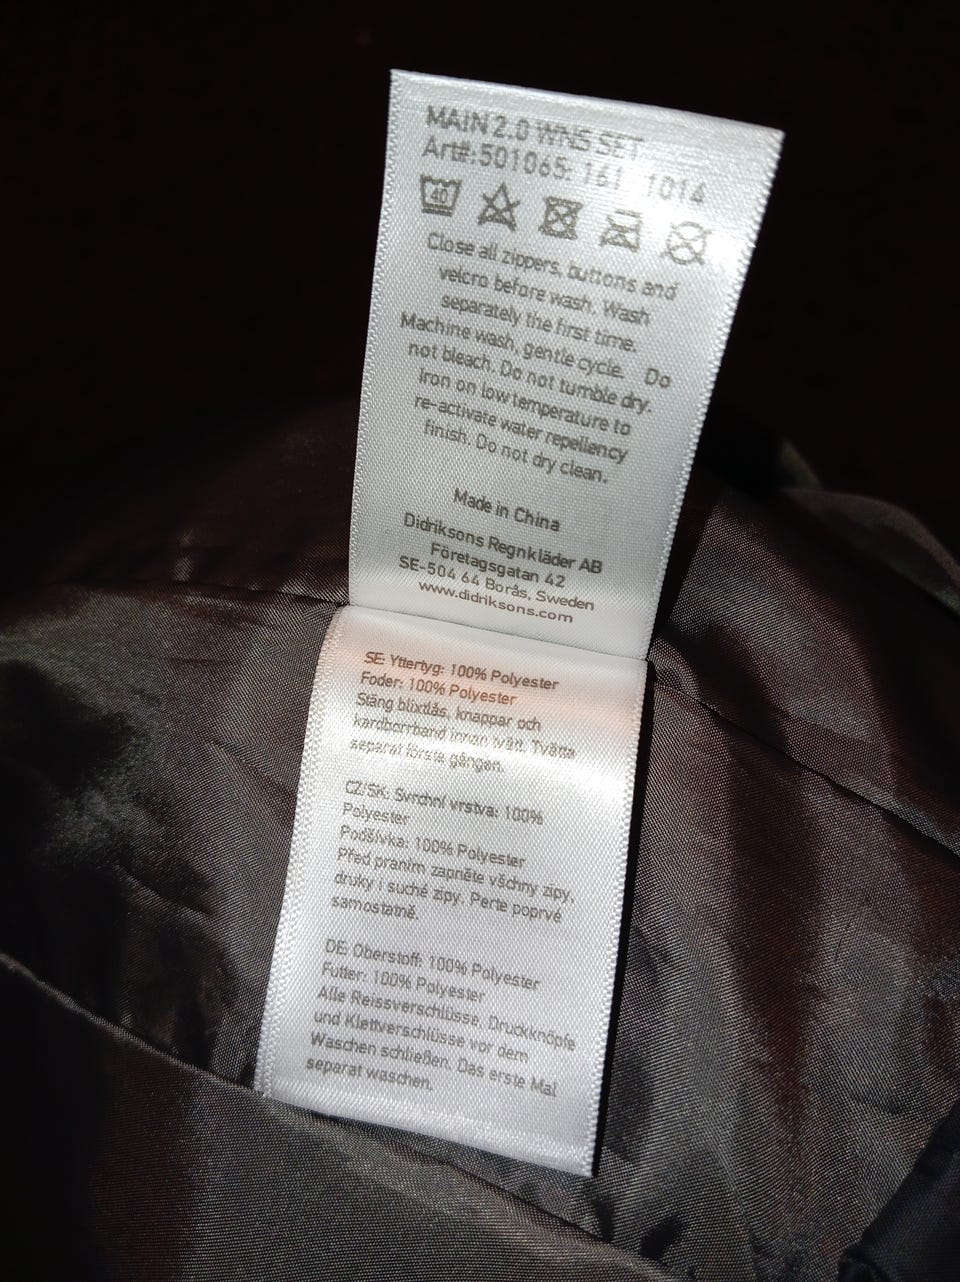 MAIN 2.0 WNS SET
Art#:501065: 161 1014
40
Close all zippers, buttons and
velcro before wash. Wash
separately the first time.
Machine wash, gentle cycle. Do
not bleach. Do not tumble dry.
Iron on low temperature to
re-activate water repellency
finish. Do not dry clean.
Made in China
Didriksons Regnkläder AB
Företagsgatan 42
SE-504 64 Borås, Sweden
www.didriksons.com
SE: Yttertyg: 100% Polyester
Foder: 100% Polyester
Stäng blixtlås, knappar och
kardborrband innan tvätt. Tvätta
separat första gången.
CZ/SK: Svrchní vrstva: 100%
Polyester
Podšívka: 100% Polyester
Před praním zapněte všchny zipy,
druky i suché zipy. Perte poprvé
samostatně.
DE: Oberstoff: 100% Polyester
Futter: 100% Polyester
Alle Reissverschlüsse, Druckknöpfe
und Klettverschlüsse vor dem
Waschen schließen. Das erste Mal
separat waschen.